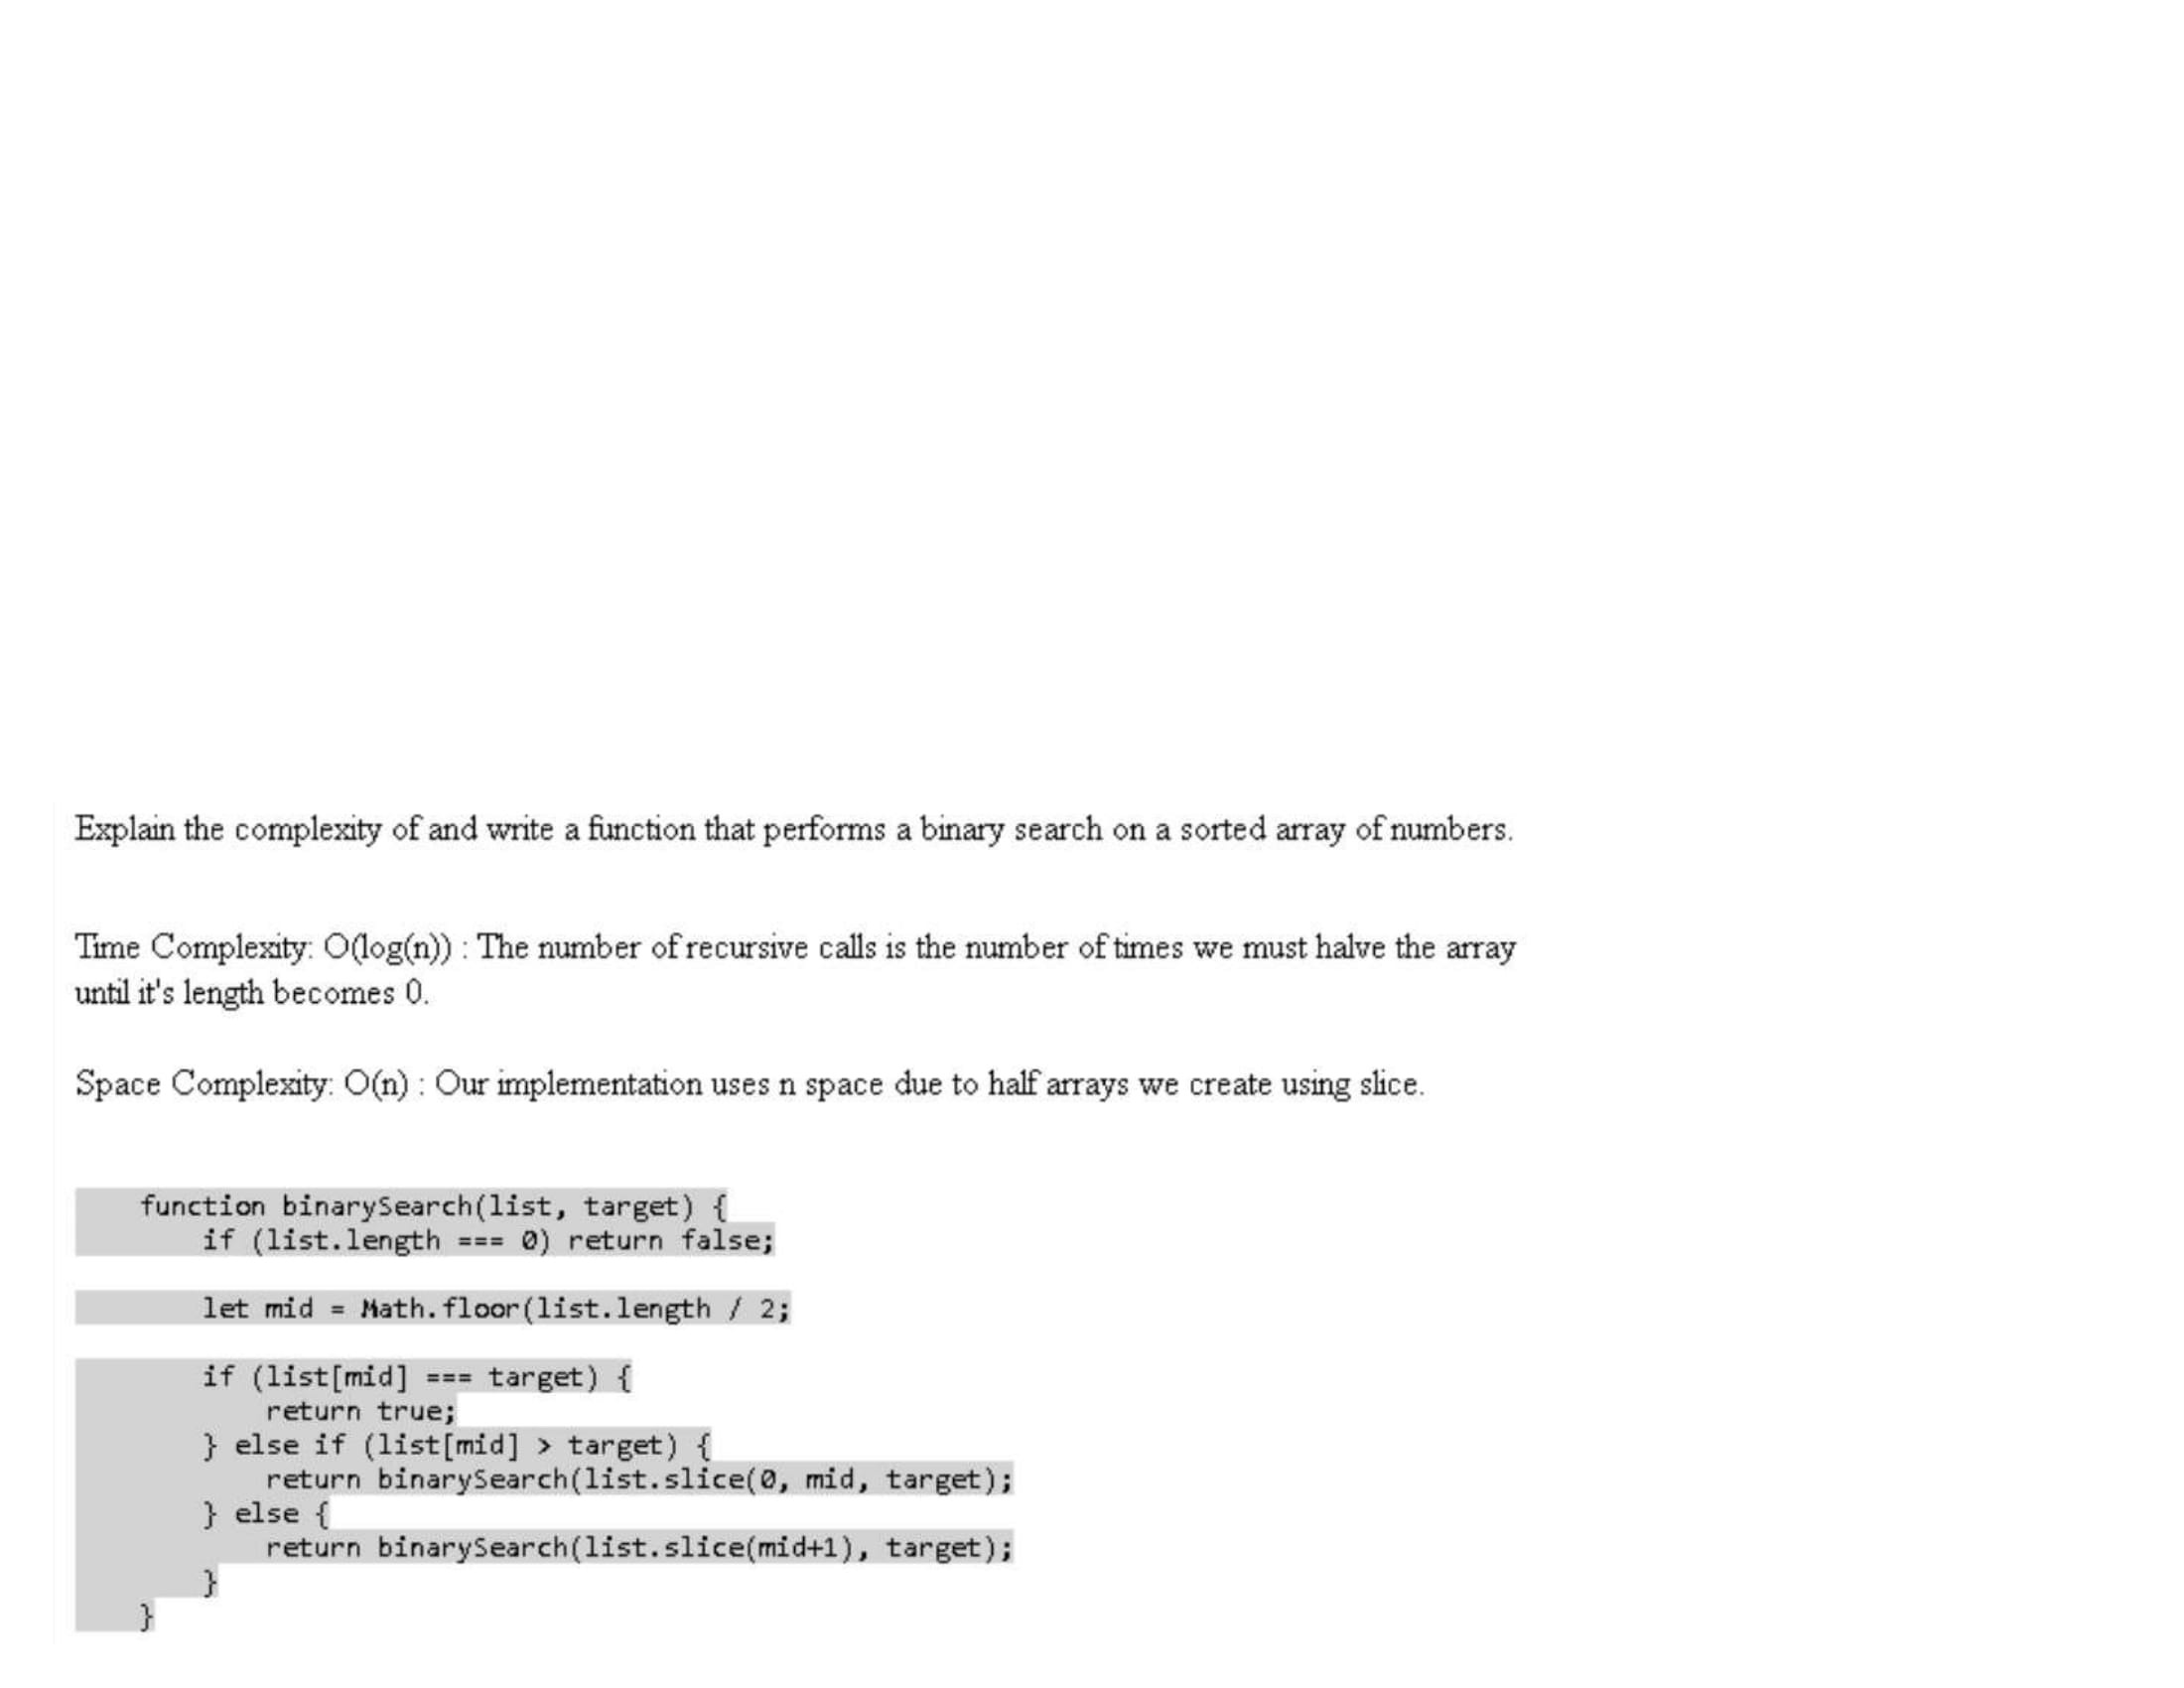 Explain the complexity of and write a function that performs a binary search on a sorted array of numbers.
Time Complexity: O(log(n)) : The number of recursive calls is the number of times we must halve the array
until it's length becomes 0.
Space Complexity: O(n) : Our implementation uses n space due to half arrays we create using slice.
function binarySearch(list, target) {
if (list.length === 0) return false;
let mid = Math.floor(list.length / 2;
if (list[mid] === target) {
return true;
} else if (list[mid] > target) {
return binarySearch(list.slice(0, mid, target);
} else {
return binarySearch(list.slice(mid+1), target);
}
}